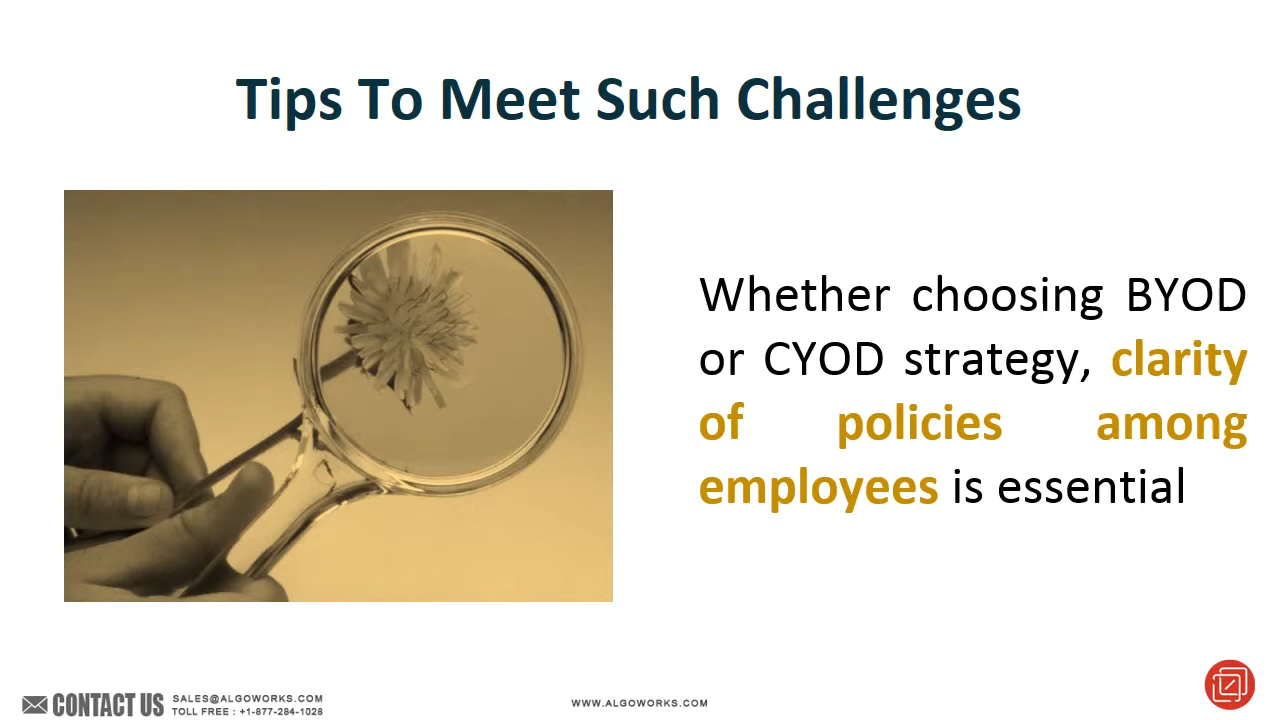 Tips To Meet Such Challenges
Whether choosing BYOD
or CYOD strategy, clarity
of policies among
employees is essential
CONTACT US
SALES@ALGOWORKS.COM
TOLL FREE : +1-877-284-1028
WWW.ALGOWORKS.COM